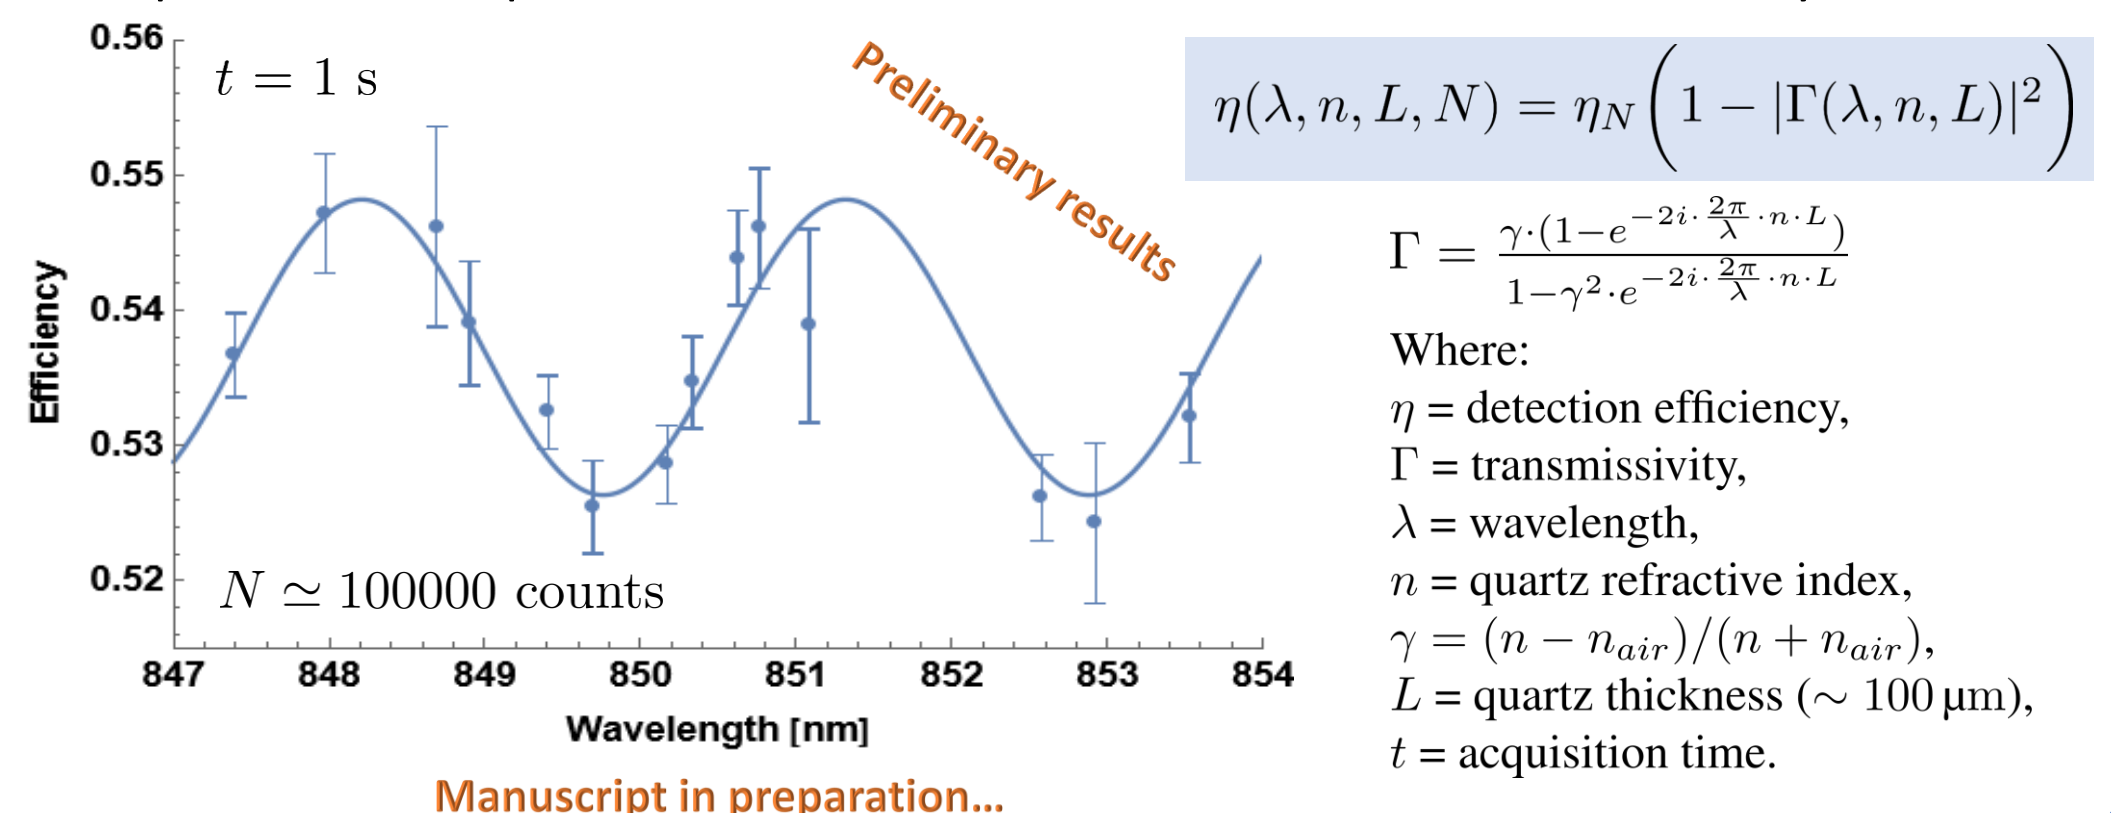 0.56
0.55
0.54
0.53
0.52
Efficiency
t = 1 s
N ≃ 100000 counts
Preliminary results
847 848 849 850 851 852 853 854
Wavelength [nm]
Manuscript in preparation...
η(λ, n, L, N) = η_N (1 − |Γ(λ, n, L)|²)
Γ = γ·(1−e^{−2i·2π/λ·n·L}) / 1−γ²·e^{−2i·2π/λ·n·L}
Where:
η = detection efficiency,
Γ = transmissivity,
λ = wavelength,
n = quartz refractive index,
γ = (n − n_air)/(n + n_air),
L = quartz thickness (∼ 100 µm),
t = acquisition time.